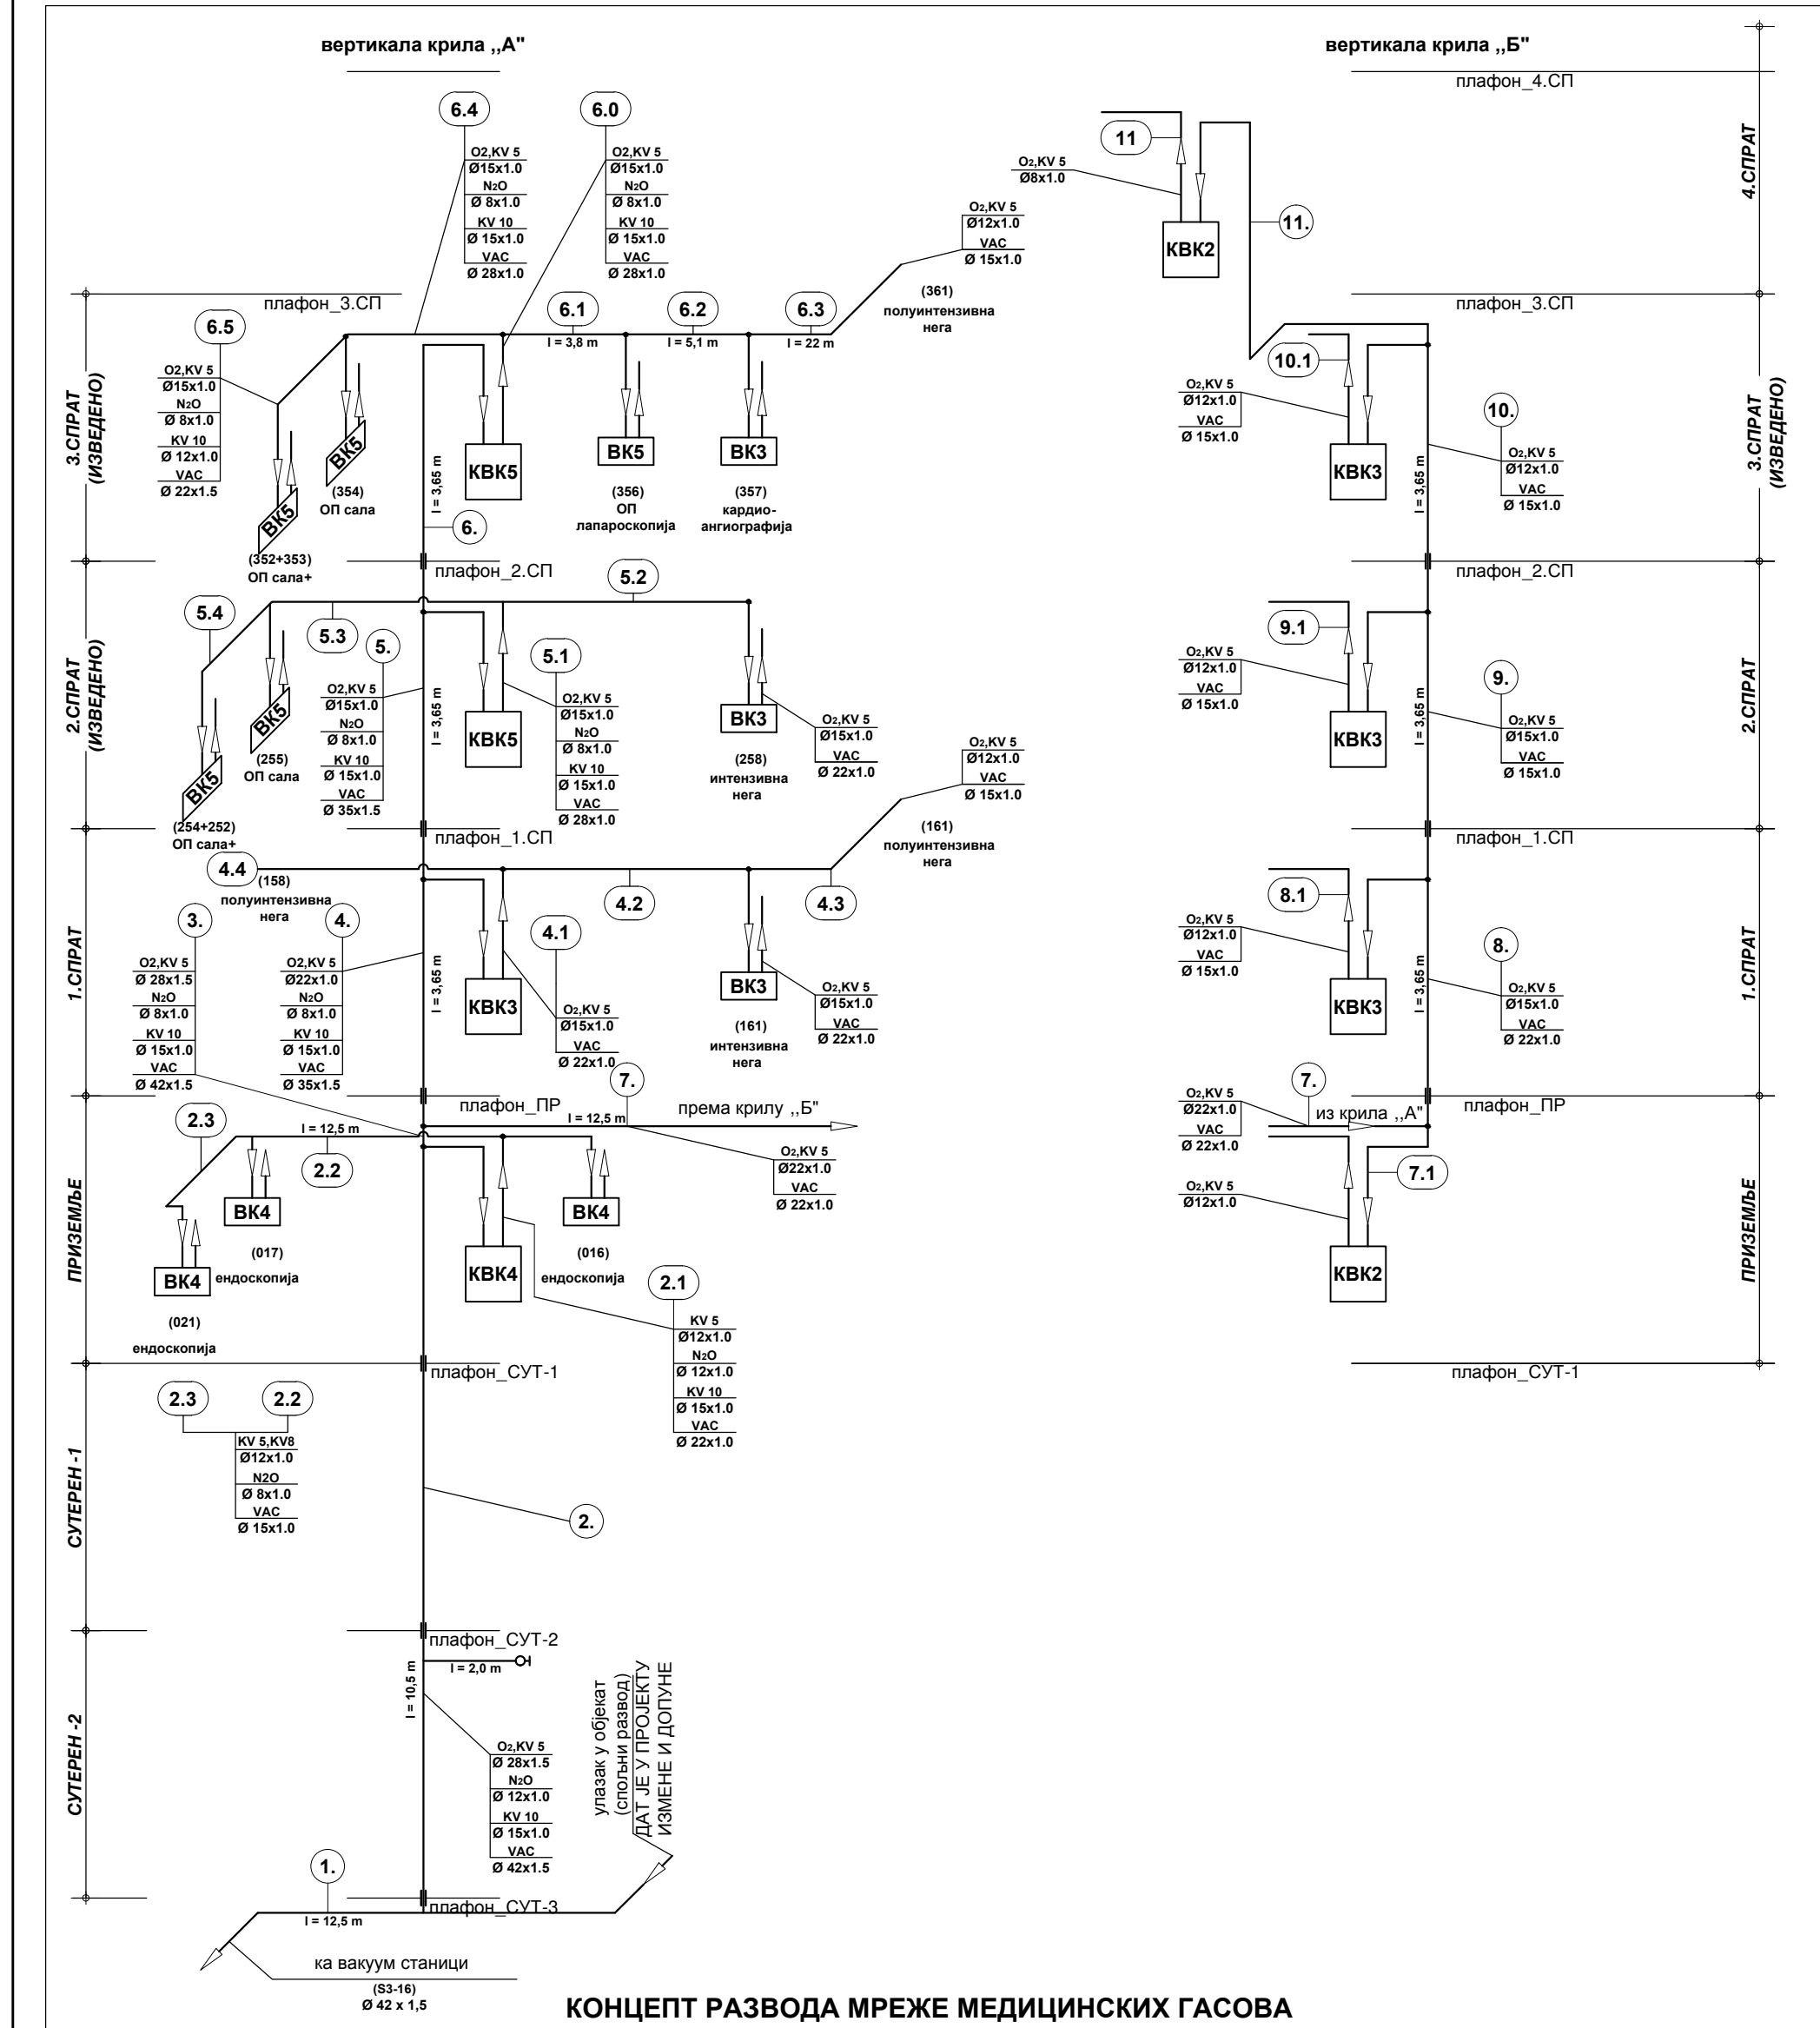 вертикала крила ,,А"
вертикала крила ,,Б"
плафон_4.СП
4.СПРАТ
6.4
O2,KV 5
Ø15x1.0
N2O
Ø 8x1.0
KV 10
Ø 15x1.0
VAC
Ø 28x1.0
6.0
O2,KV 5
Ø15x1.0
N2O
Ø 8x1.0
KV 10
Ø 15x1.0
VAC
Ø 28x1.0
O2,KV 5
Ø12x1.0
VAC
Ø 15x1.0
(361)
полуинтензивна
нега
11
O2,KV 5
Ø8x1.0
КВК2
11.
плафон_3.СП
плафон_3.СП
3.СПРАТ
(ИЗВЕДЕНО)
6.5
O2,KV 5
Ø15x1.0
N2O
Ø 8x1.0
KV 10
Ø 12x1.0
VAC
Ø 22x1.5
6.1
l = 3,8 m
6.2
l = 5,1 m
6.3
l = 22 m
ВК5
(352+353)
ОП сала+
ВК5
(354)
ОП сала
l = 3,65 m
КВК5
6.
ВК5
(356)
ОП
лапароскопија
ВК3
(357)
кардио-
ангиографија
10.1
O2,KV 5
Ø12x1.0
VAC
Ø 15x1.0
КВК3
l = 3,65 m
10.
O2,KV 5
Ø12x1.0
VAC
Ø 15x1.0
3.СПРАТ
(ИЗВЕДЕНО)
плафон_2.СП
плафон_2.СП
2.СПРАТ
(ИЗВЕДЕНО)
5.4
5.3
5.
5.2
5.1
ВК5
(254+252)
ОП сала+
ВК5
(255)
ОП сала
O2,KV 5
Ø15x1.0
N2O
Ø 8x1.0
KV 10
Ø 15x1.0
VAC
Ø 35x1.5
l = 3,65 m
КВК5
O2,KV 5
Ø15x1.0
N2O
Ø 8x1.0
KV 10
Ø 15x1.0
VAC
Ø 28x1.0
ВК3
(258)
интензивна
нега
O2,KV 5
Ø15x1.0
VAC
Ø 22x1.0
O2,KV 5
Ø12x1.0
VAC
Ø 15x1.0
(161)
полуинтензивна
нега
9.1
O2,KV 5
Ø12x1.0
VAC
Ø 15x1.0
КВК3
l = 3,65 m
9.
O2,KV 5
Ø15x1.0
VAC
Ø 15x1.0
2.СПРАТ
плафон_1.СП
плафон_1.СП
1.СПРАТ
4.4
(158)
полуинтензивна
нега
4.2
4.3
3.
O2,KV 5
Ø 28x1.5
N2O
Ø 8x1.0
KV 10
Ø 15x1.0
VAC
Ø 42x1.5
4.
O2,KV 5
Ø22x1.0
N2O
Ø 8x1.0
KV 10
Ø 15x1.0
VAC
Ø 35x1.5
l = 3,65 m
КВК3
4.1
O2,KV 5
Ø15x1.0
VAC
Ø 22x1.0
ВК3
(161)
интензивна
нега
O2,KV 5
Ø15x1.0
VAC
Ø 22x1.0
8.1
O2,KV 5
Ø12x1.0
VAC
Ø 15x1.0
КВК3
l = 3,65 m
8.
O2,KV 5
Ø15x1.0
VAC
Ø 22x1.0
1.СПРАТ
плафон_ПР
плафон_ПР
ПРИЗЕМЉЕ
2.3
l = 12,5 m
2.2
7.
l = 12,5 m
према крилу ,,Б"
O2,KV 5
Ø22x1.0
VAC
Ø 22x1.0
ВК4
(021)
ендоскопија
ВК4
(017)
ендоскопија
КВК4
ВК4
(016)
ендоскопија
2.1
KV 5
Ø12x1.0
N2O
Ø 12x1.0
KV 10
Ø 15x1.0
VAC
Ø 22x1.0
O2,KV 5
Ø22x1.0
VAC
Ø 22x1.0
7.
из крила ,,А"
7.1
O2,KV 5
Ø12x1.0
КВК2
ПРИЗЕМЉЕ
плафон_СУТ-1
плафон_СУТ-1
СУТЕРЕН -1
2.3
2.2
KV 5,KV8
Ø12x1.0
N2O
Ø 8x1.0
VAC
Ø 15x1.0
2.
плафон_СУТ-2
СУТЕРЕН -2
l = 2,0 m
l = 10,5 m
O2,KV 5
Ø 28x1.5
N2O
Ø 12x1.0
KV 10
Ø 15x1.0
VAC
Ø 42x1.5
улазак у објекат
(спољни развод)
ДАТ ЈЕ У ПРОЈЕКТУ
ИЗМЕНЕ И ДОПУНЕ
плафон_СУТ-3
1.
l = 12,5 m
ка вакуум станици
(S3-16)
Ø 42 x 1,5
КОНЦЕПТ РАЗВОДА МРЕЖЕ МЕДИЦИНСКИХ ГАСОВА